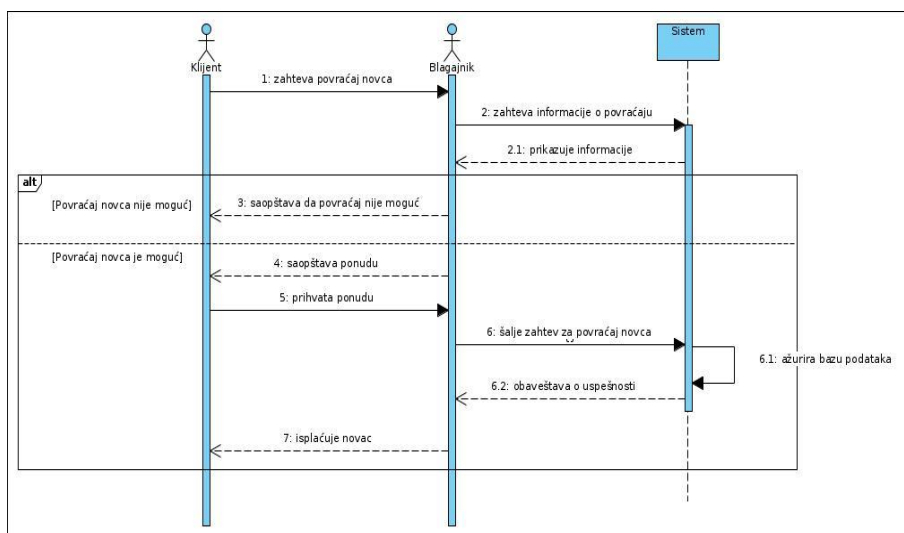 Klijent
Blagajnik
Sistem
1: zahteva povraćaj novca
2: zahteva informacije o povraćaju
2.1: prikazuje informacije
alt
[Povraćaj novca nije moguć]
3: saopštava da povraćaj nije moguć
[Povraćaj novca je moguć]
4: saopštava ponudu
5: prihvata ponudu
6: šalje zahtev za povraćaj novca
6.1: ažurira bazu podataka
6.2: obaveštava o uspešnosti
7: isplaćuje novac